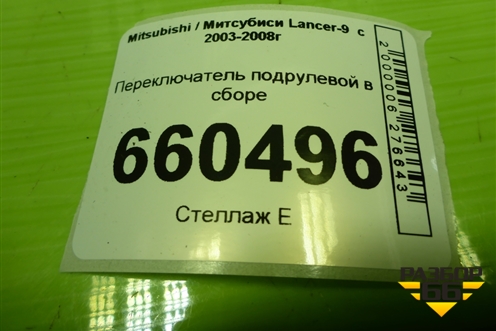 Mitsubishi / Митсубиси Lancer-9 с
2003-2008г
Переключатель подрулевой в
сборе
660496
Стеллаж Е
2000006276643
РАЗБОР
66